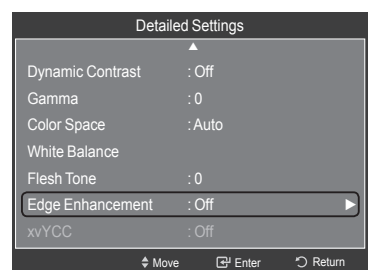 Detailed Settings
▲
Dynamic Contrast : Off
Gamma : 0
Color Space : Auto
White Balance
Flesh Tone : 0
Edge Enhancement : Off ►
xvYCC : Off
Move Enter Return